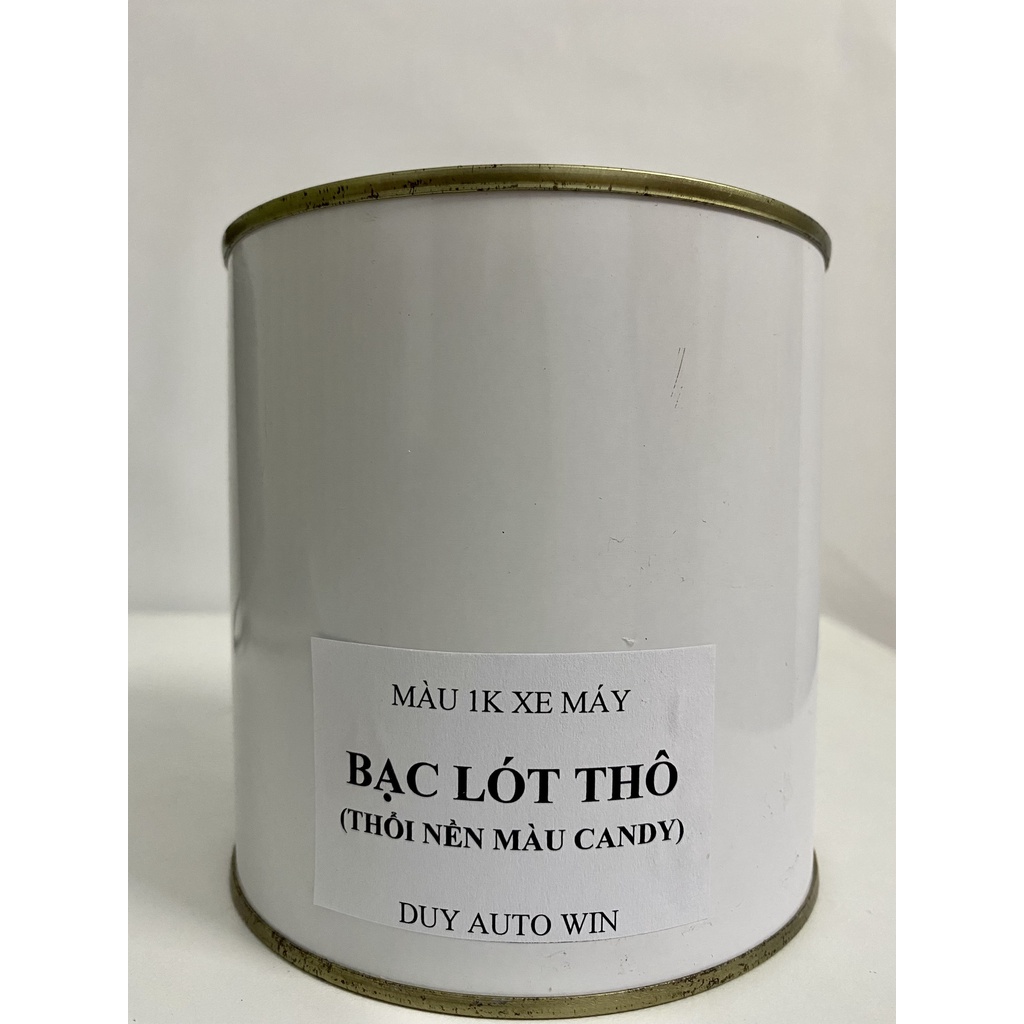 MÀU 1K XE MÁY
BẠC LÓT THÔ
(THỔI NỀN MÀU CANDY)
DUY AUTO WIN